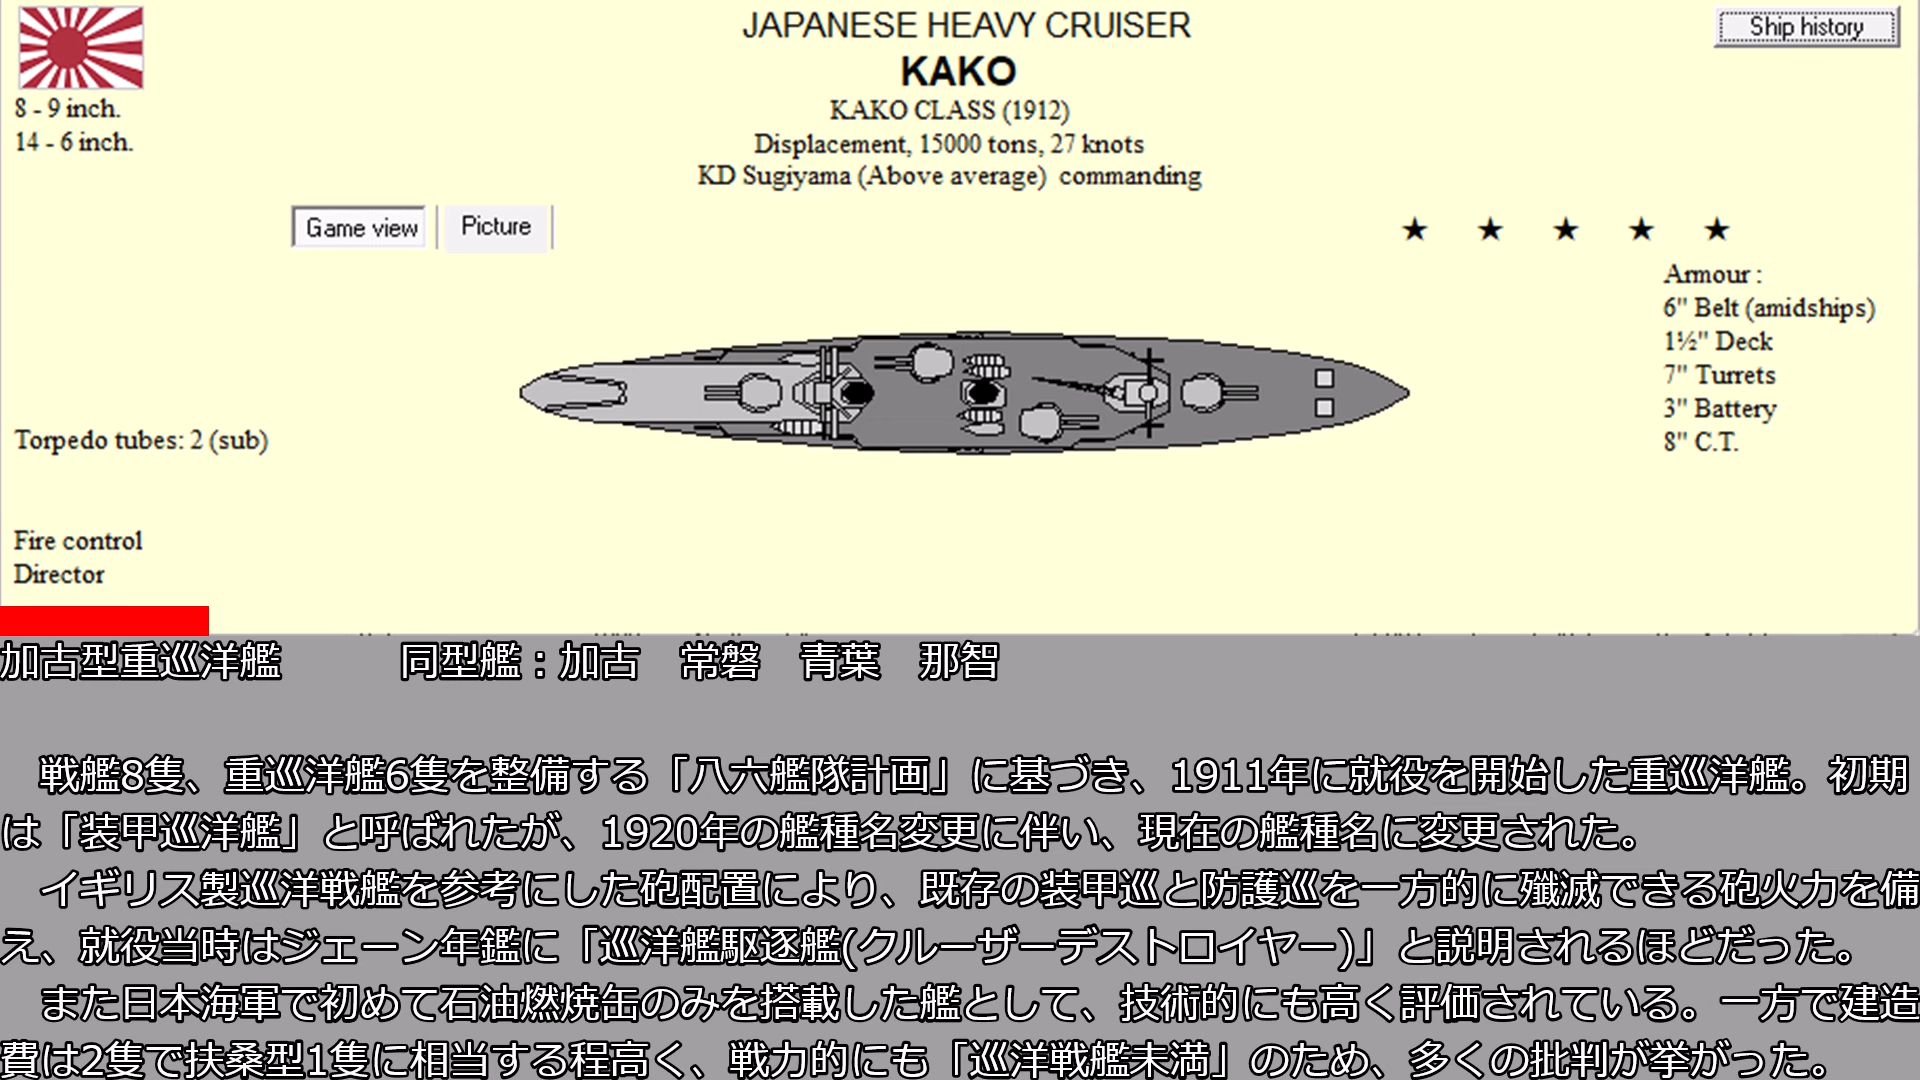 JAPANESE HEAVY CRUISER
Ship history
KAKO
8 - 9 inch.
KAKO CLASS (1912)
14 - 6 inch.
Displacement, 15000 tons, 27 knots
KD Sugiyama (Above average) commanding
Game view
Picture
★ ★ ★ ★ ★
Armour :
6" Belt (amidships)
1½" Deck
7" Turrets
3" Battery
8" C.T.
Torpedo tubes: 2 (sub)
Fire control
Director
加古型重巡洋艦　　　同型艦：加古　常磐　青葉　那智
戦艦8隻、重巡洋艦6隻を整備する「八六艦隊計画」に基づき、1911年に就役を開始した重巡洋艦。初期
は「装甲巡洋艦」と呼ばれたが、1920年の艦種名変更に伴い、現在の艦種名に変更された。
イギリス製巡洋戦艦を参考にした砲配置により、既存の装甲巡と防護巡を一方的に殲滅できる砲火力を備
え、就役当時はジェーン年鑑に「巡洋艦駆逐艦(クルーザーデストロイヤー)」と説明されるほどだった。
また日本海軍で初めて石油燃焼缶のみを搭載した艦として、技術的にも高く評価されている。一方で建造
費は2隻で扶桑型1隻に相当する程高く、戦力的にも「巡洋戦艦未満」のため、多くの批判が挙がった。